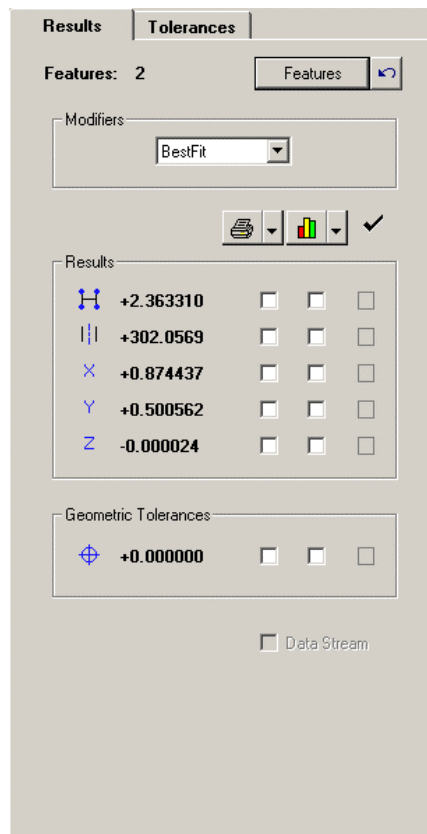 Results Tolerances
Features: 2 Features
Modifiers
BestFit
Results
+2.363310
+302.0569
X +0.874437
Y +0.500562
Z -0.000024
Geometric Tolerances
+0.000000
Data Stream